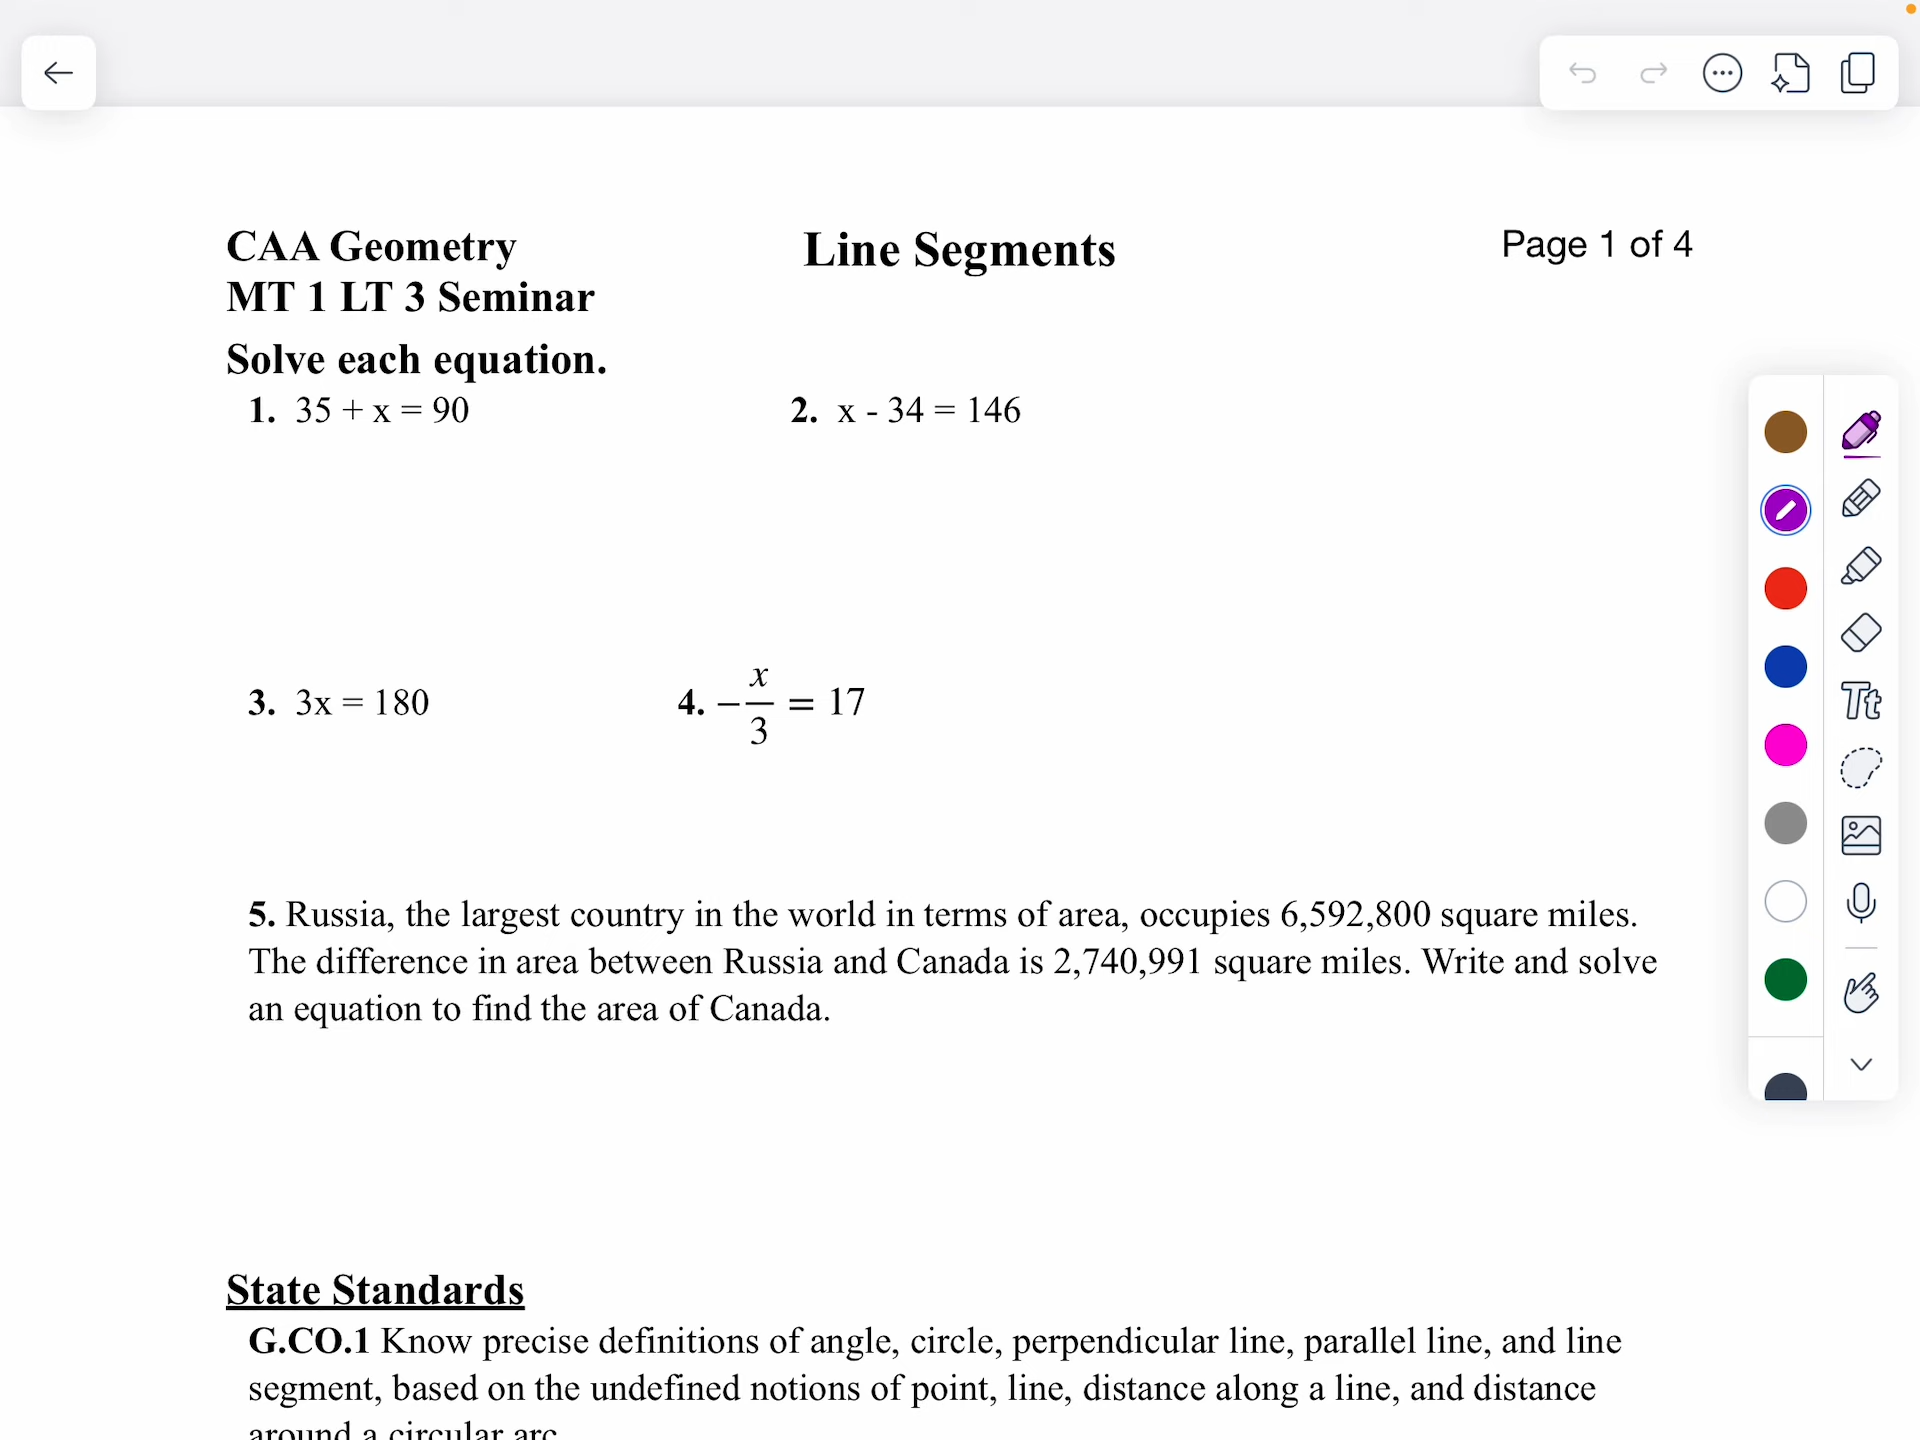 CAA Geometry
Line Segments
Page 1 of 4
MT 1 LT 3 Seminar
Solve each equation.
1. 35 + x = 90
2. x - 34 = 146
3. 3x = 180
4. -x/3 = 17
5. Russia, the largest country in the world in terms of area, occupies 6,592,800 square miles.
The difference in area between Russia and Canada is 2,740,991 square miles. Write and solve
an equation to find the area of Canada.
State Standards
G.CO.1 Know precise definitions of angle, circle, perpendicular line, parallel line, and line
segment, based on the undefined notions of point, line, distance along a line, and distance
around a circular arc.
Tt